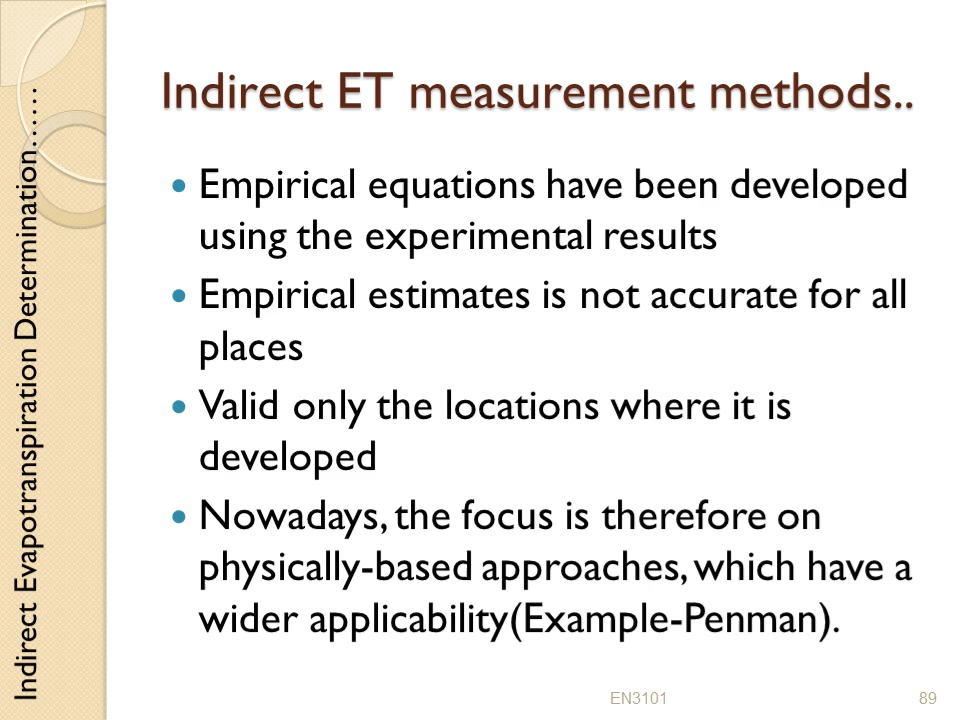 Indirect Evapotranspiration Determination……
Indirect ET measurement methods..
Empirical equations have been developed
using the experimental results
Empirical estimates is not accurate for all
places
Valid only the locations where it is
developed
Nowadays, the focus is therefore on
physically-based approaches, which have a
wider applicability(Example-Penman).
EN3101
89